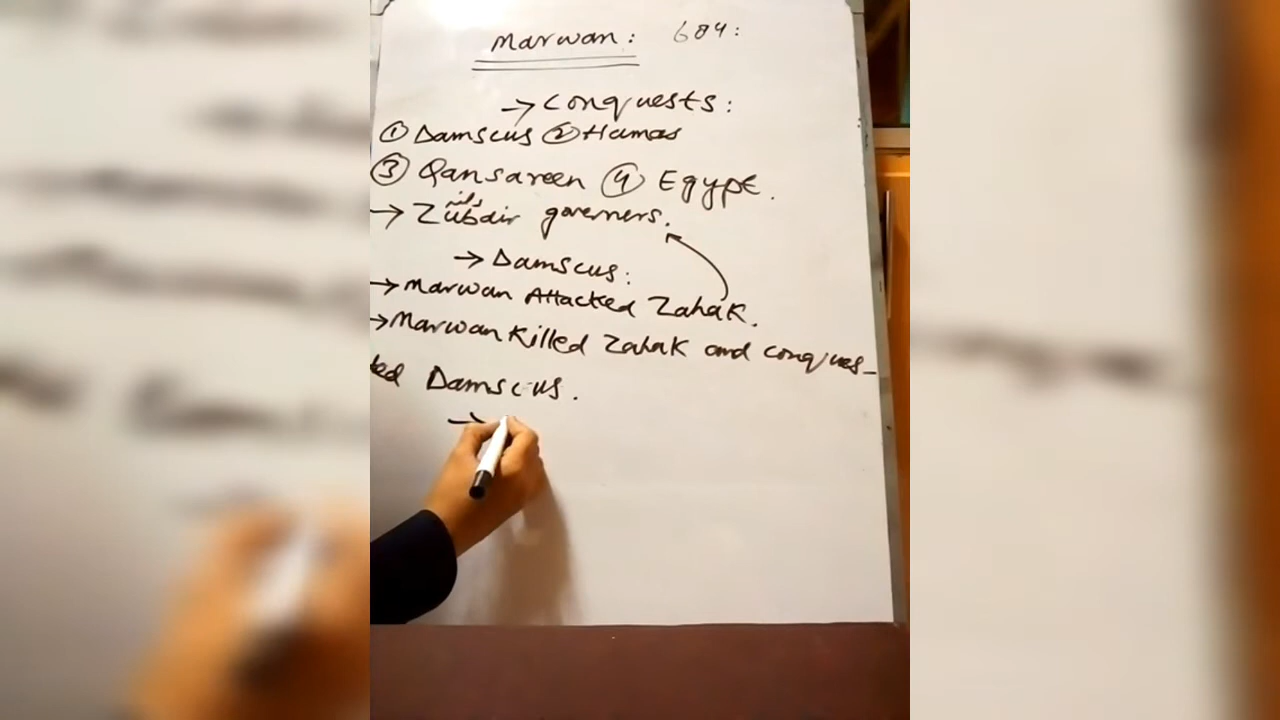 Marwan: 684:
→ Conquests:
① Damscus ② Hamas
③ Qansareen ④ Egypt.
→ Zubair governers.
→ Damscus:
→ Marwan Attacked Zahak.
→ Marwan Killed Zahak and conques-
ted Damscus.
→